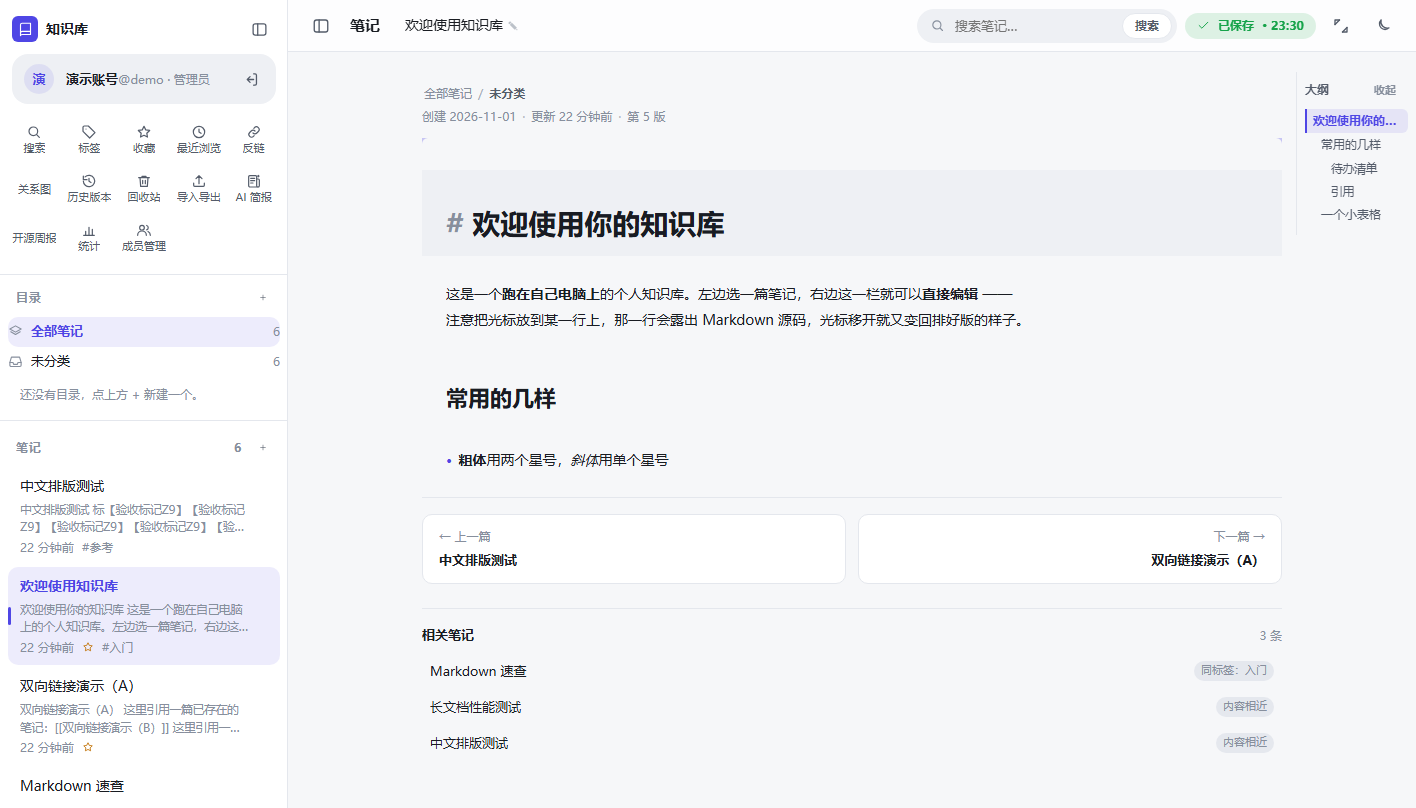 知识库
演
演示账号@demo · 管理员
搜索
标签
收藏
最近浏览
反链
关系图
历史版本
回收站
导入导出
AI 简报
开源周报
统计
成员管理
目录 +
全部笔记 6
未分类 6
还没有目录，点上方 + 新建一个。
笔记 6 +
中文排版测试
中文排版测试 标【验收标记Z9】【验收标记
Z9】【验收标记Z9】【验收标记Z9】【验...
22 分钟前 #参考
欢迎使用知识库
欢迎使用你的知识库 这是一个跑在自己电脑
上的个人知识库。左边选一篇笔记，右边这...
22 分钟前 #入门
双向链接演示（A）
双向链接演示（A） 这里引用一篇已存在的
笔记：[[双向链接演示（B）]] 这里引用一...
22 分钟前
Markdown 速查
笔记 欢迎使用知识库
搜索笔记... 搜索
已保存 • 23:30
全部笔记 / 未分类
创建 2026-11-01 · 更新 22 分钟前 · 第 5 版
# 欢迎使用你的知识库
这是一个跑在自己电脑上的个人知识库。左边选一篇笔记，右边这一栏就可以直接编辑 ——
注意把光标放到某一行上，那一行会露出 Markdown 源码，光标移开就又变回排好版的样子。
常用的几样
• 粗体用两个星号，斜体用单个星号
← 上一篇
中文排版测试
下一篇 →
双向链接演示（A）
相关笔记 3 条
Markdown 速查 同标签：入门
长文档性能测试 内容相近
中文排版测试 内容相近
大纲 收起
欢迎使用你的...
常用的几样
待办清单
引用
一个小表格